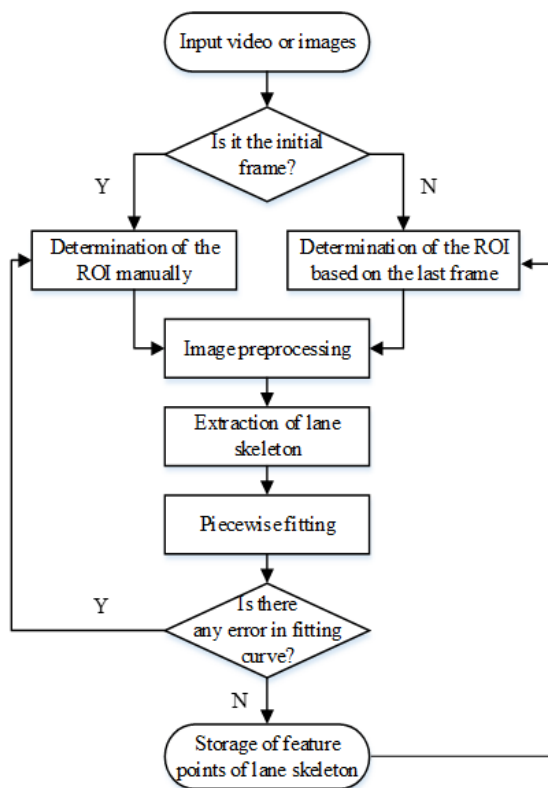 Input video or images
Is it the initial
frame?
Y
N
Determination of the
ROI manually
Determination of the ROI
based on the last frame
Image preprocessing
Extraction of lane
skeleton
Piecewise fitting
Y
Is there
any error in fitting
curve?
N
Storage of feature
points of lane skeleton